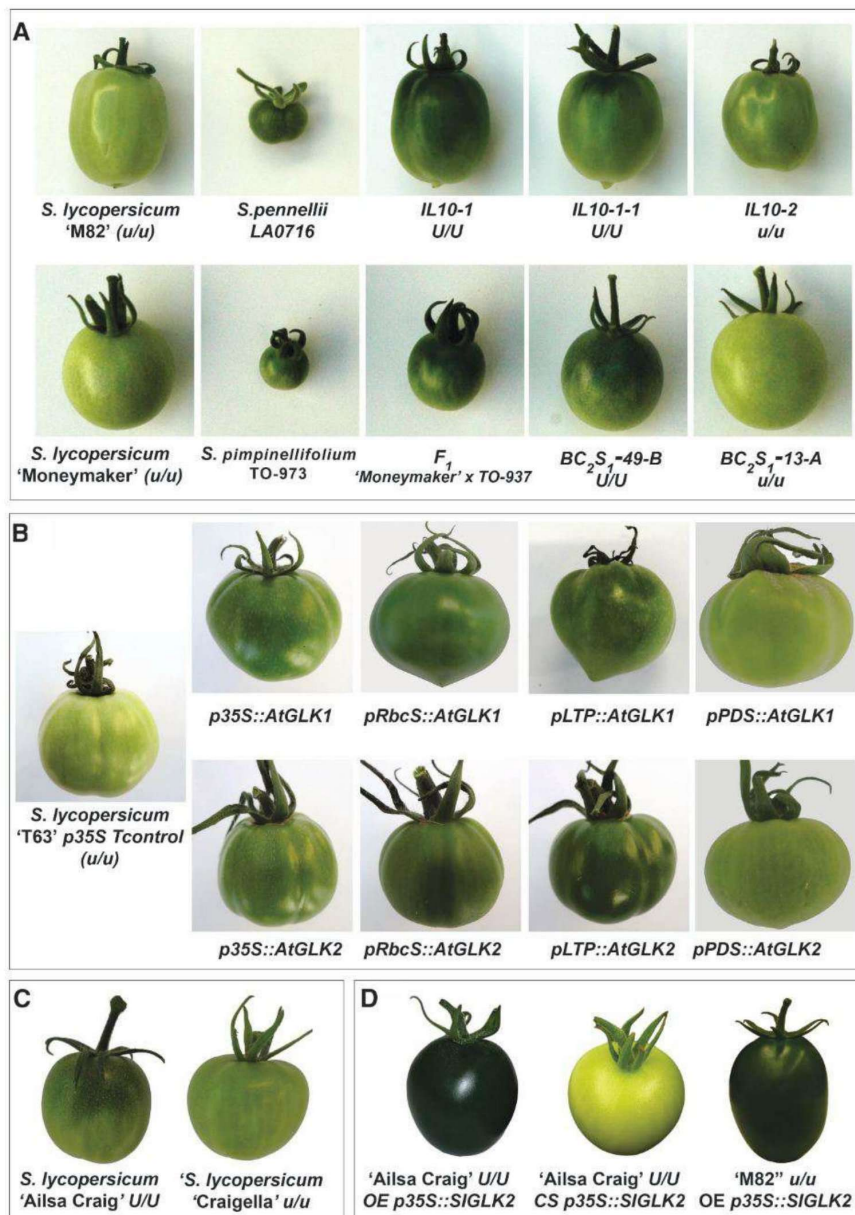 A
S. lycopersicum
‘M82’ (u/u)
S.pennellii
LA0716
IL10-1
U/U
IL10-1-1
U/U
IL10-2
u/u
S. lycopersicum
‘Moneymaker’ (u/u)
S. pimpinellifolium
TO-973
F1
‘Moneymaker’ x TO-937
BC2S1-49-B
U/U
BC2S1-13-A
u/u
B
S. lycopersicum
‘T63’ p35S Tcontrol
(u/u)
p35S::AtGLK1
pRbcS::AtGLK1
pLTP::AtGLK1
pPDS::AtGLK1
p35S::AtGLK2
pRbcS::AtGLK2
pLTP::AtGLK2
pPDS::AtGLK2
C
S. lycopersicum
‘Ailsa Craig’ U/U
‘S. lycopersicum
‘Craigella’ u/u
D
‘Ailsa Craig’ U/U
OE p35S::SlGLK2
‘Ailsa Craig’ U/U
CS p35S::SlGLK2
‘M82” u/u
OE p35S::SlGLK2